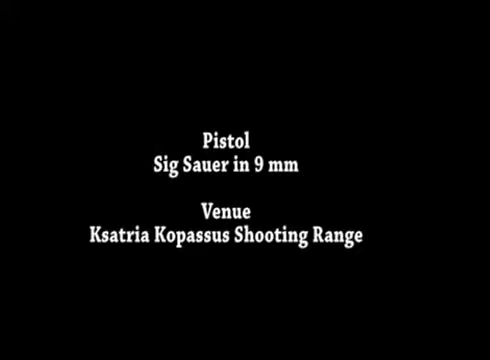 Pistol
Sig Sauer in 9 mm
Venue
Ksatria Kopassus Shooting Range